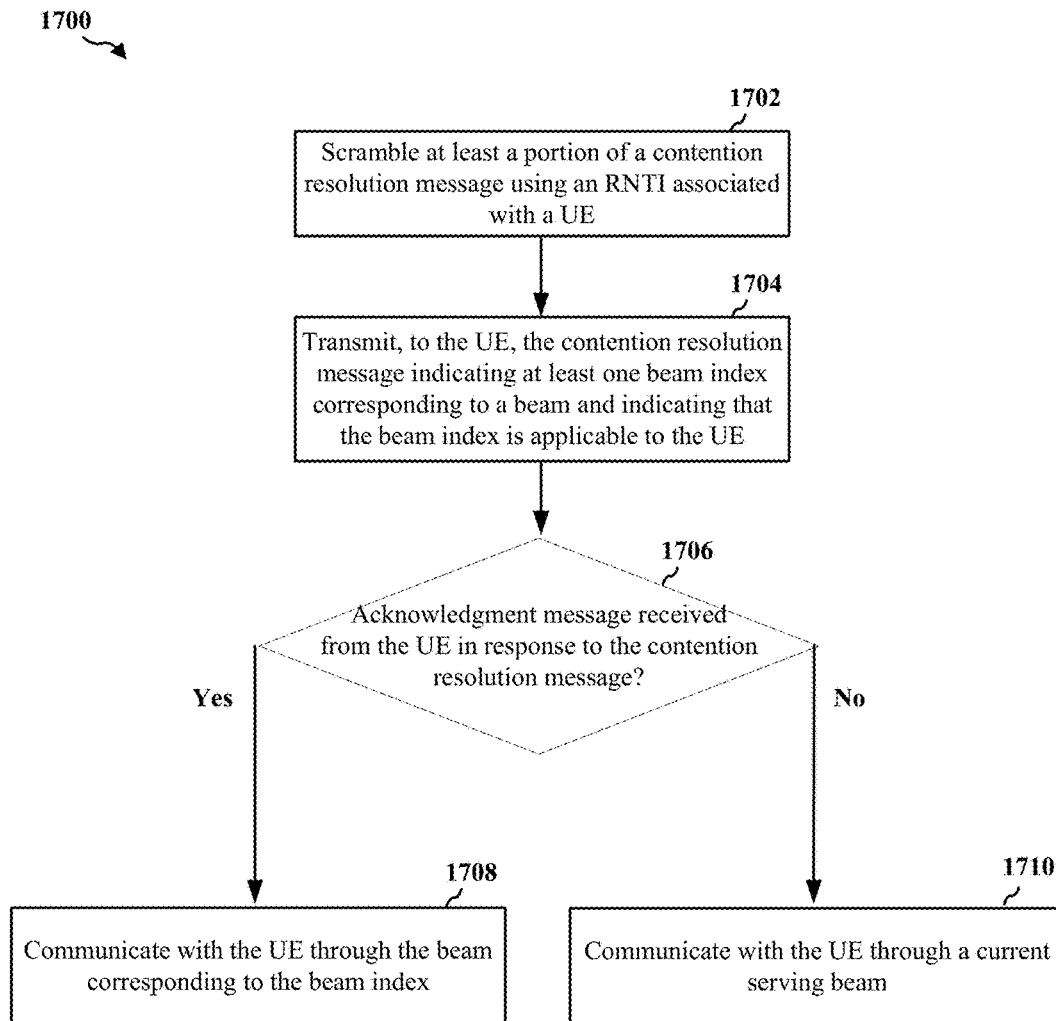 1700
1702
Scramble at least a portion of a contention
resolution message using an RNTI associated
with a UE
1704
Transmit, to the UE, the contention resolution
message indicating at least one beam index
corresponding to a beam and indicating that
the beam index is applicable to the UE
1706
Acknowledgment message received
from the UE in response to the contention
resolution message?
Yes
No
1708
Communicate with the UE through the beam
corresponding to the beam index
1710
Communicate with the UE through a current
serving beam